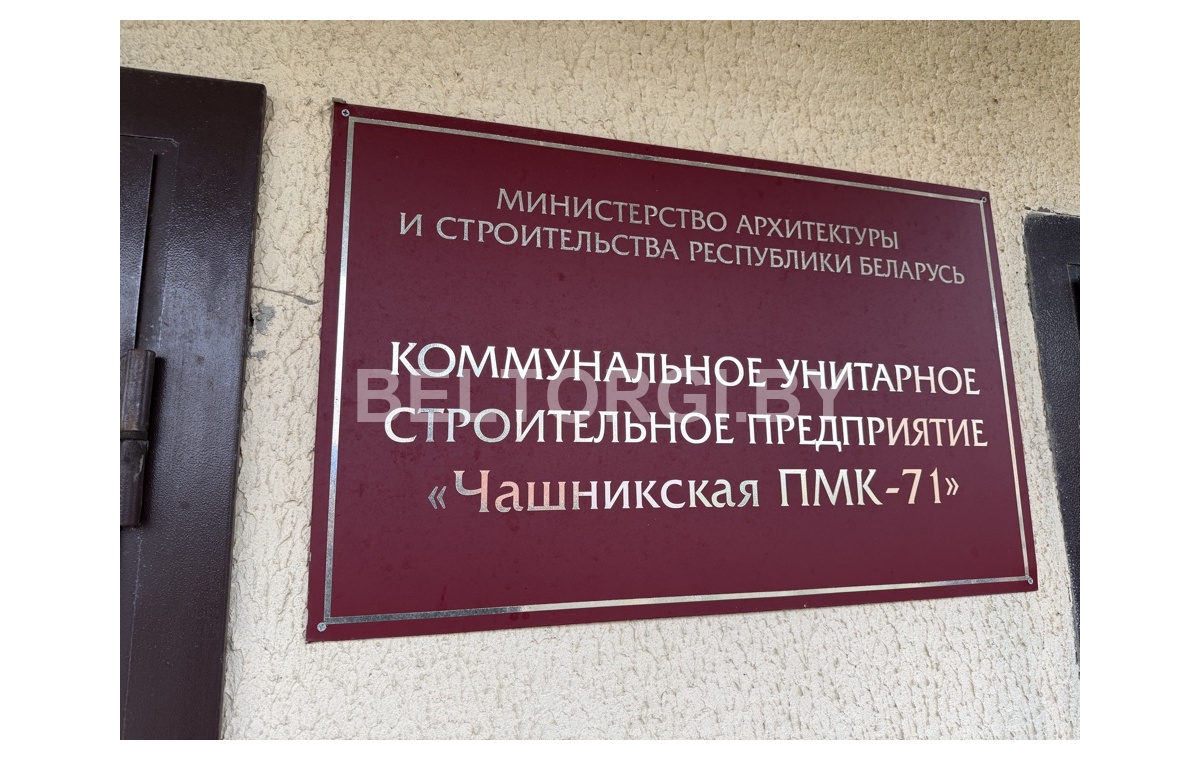 МИНИСТЕРСТВО АРХИТЕКТУРЫ
И СТРОИТЕЛЬСТВА РЕСПУБЛИКИ БЕЛАРУСЬ
КОММУНАЛЬНОЕ УНИТАРНОЕ
BELTORGI.BY
СТРОИТЕЛЬНОЕ ПРЕДПРИЯТИЕ
«Чашникская ПМК-71»